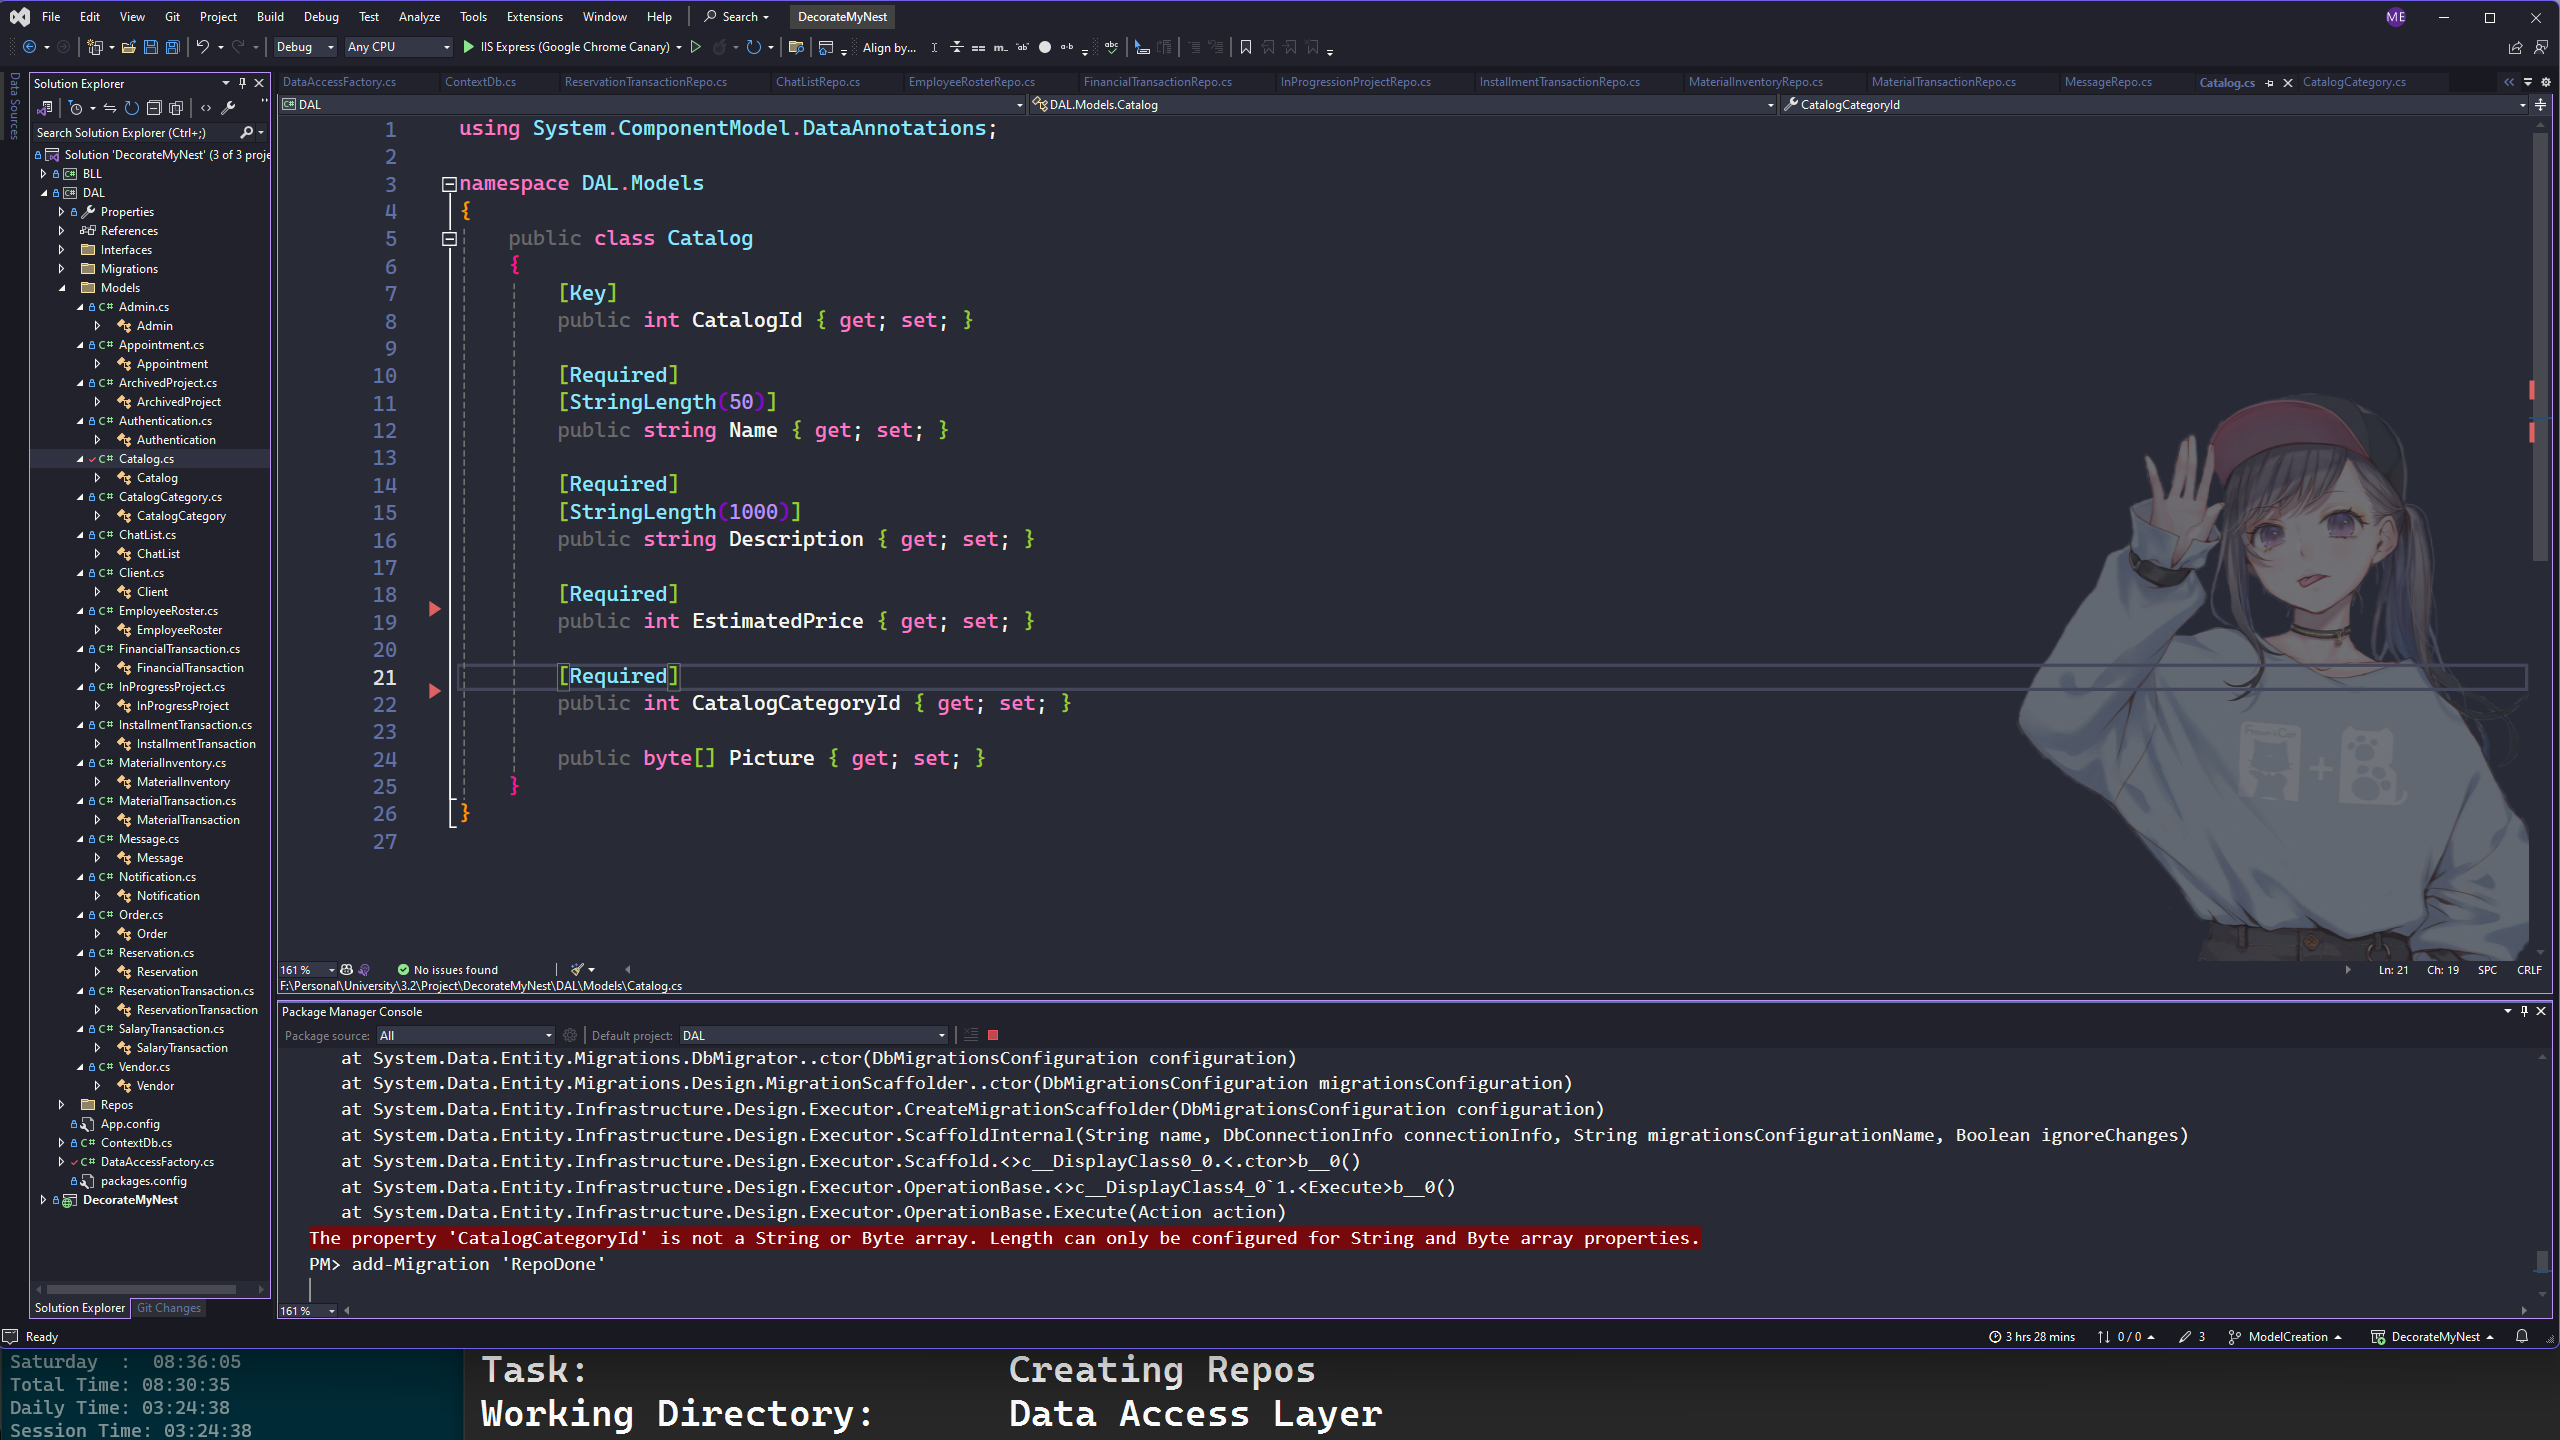 File Edit View Git Project Build Debug Test Analyze Tools Extensions Window Help Search DecorateMyNest ME
Debug Any CPU IIS Express (Google Chrome Canary) Align by...
Data Sources
Solution Explorer
Search Solution Explorer (Ctrl+;)
Solution 'DecorateMyNest' (3 of 3 proje
BLL
DAL
Properties
References
Interfaces
Migrations
Models
C# Admin.cs
Admin
C# Appointment.cs
Appointment
C# ArchivedProject.cs
ArchivedProject
C# Authentication.cs
Authentication
C# Catalog.cs
Catalog
C# CatalogCategory.cs
CatalogCategory
C# ChatList.cs
ChatList
C# Client.cs
Client
C# EmployeeRoster.cs
EmployeeRoster
C# FinancialTransaction.cs
FinancialTransaction
C# InProgressProject.cs
InProgressProject
C# InstallmentTransaction.cs
InstallmentTransaction
C# MaterialInventory.cs
MaterialInventory
C# MaterialTransaction.cs
MaterialTransaction
C# Message.cs
Message
C# Notification.cs
Notification
C# Order.cs
Order
C# Reservation.cs
Reservation
C# ReservationTransaction.cs
ReservationTransaction
C# SalaryTransaction.cs
SalaryTransaction
C# Vendor.cs
Vendor
Repos
App.config
C# ContextDb.cs
C# DataAccessFactory.cs
packages.config
DecorateMyNest
Solution Explorer Git Changes
DataAccessFactory.cs ContextDb.cs ReservationTransactionRepo.cs ChatListRepo.cs EmployeeRosterRepo.cs FinancialTransactionRepo.cs InProgressionProjectRepo.cs InstallmentTransactionRepo.cs MaterialInventoryRepo.cs MaterialTransactionRepo.cs MessageRepo.cs Catalog.cs CatalogCategory.cs
C# DAL DAL.Models.Catalog CatalogCategoryId
1 using System.ComponentModel.DataAnnotations;
2
3 namespace DAL.Models
4 {
5 public class Catalog
6 {
7 [Key]
8 public int CatalogId { get; set; }
9
10 [Required]
11 [StringLength(50)]
12 public string Name { get; set; }
13
14 [Required]
15 [StringLength(1000)]
16 public string Description { get; set; }
17
18 [Required]
19 public int EstimatedPrice { get; set; }
20
21 [Required]
22 public int CatalogCategoryId { get; set; }
23
24 public byte[] Picture { get; set; }
25 }
26 }
27
161 % No issues found Ln: 21 Ch: 19 SPC CRLF
F:\Personal\University\3.2\Project\DecorateMyNest\DAL\Models\Catalog.cs
Package Manager Console
Package source: All Default project: DAL
at System.Data.Entity.Migrations.DbMigrator..ctor(DbMigrationsConfiguration configuration)
at System.Data.Entity.Migrations.Design.MigrationScaffolder..ctor(DbMigrationsConfiguration migrationsConfiguration)
at System.Data.Entity.Infrastructure.Design.Executor.CreateMigrationScaffolder(DbMigrationsConfiguration configuration)
at System.Data.Entity.Infrastructure.Design.Executor.ScaffoldInternal(String name, DbConnectionInfo connectionInfo, String migrationsConfigurationName, Boolean ignoreChanges)
at System.Data.Entity.Infrastructure.Design.Executor.Scaffold.<>c__DisplayClass0_0.<.ctor>b__0()
at System.Data.Entity.Infrastructure.Design.Executor.OperationBase.<>c__DisplayClass4_0`1.<Execute>b__0()
at System.Data.Entity.Infrastructure.Design.Executor.OperationBase.Execute(Action action)
The property 'CatalogCategoryId' is not a String or Byte array. Length can only be configured for String and Byte array properties.
PM> add-Migration 'RepoDone'
161 %
Ready 3 hrs 28 mins 0 / 0 3 ModelCreation DecorateMyNest
Saturday : 08:36:05
Total Time: 08:30:35
Daily Time: 03:24:38
Session Time: 03:24:38
Task: Creating Repos
Working Directory: Data Access Layer